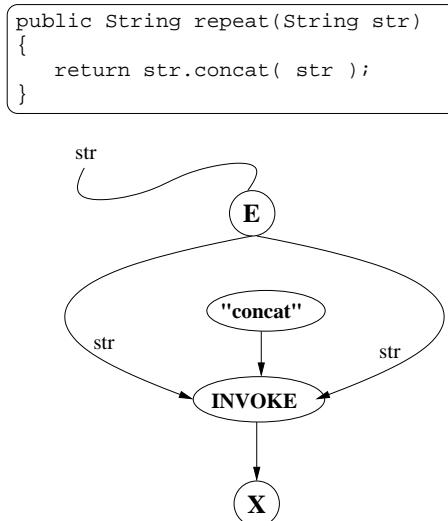 public String repeat(String str)
{
   return str.concat( str );
}
str
E
"concat"
str
str
INVOKE
X